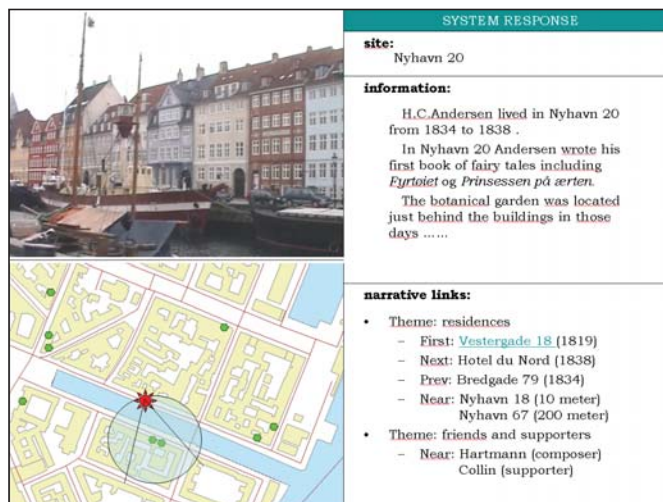 SYSTEM RESPONSE
site:
Nyhavn 20
information:
H.C.Andersen lived in Nyhavn 20
from 1834 to 1838 .
In Nyhavn 20 Andersen wrote his
first book of fairy tales including
Fyrtøiet og Prinsessen på ærten.
The botanical garden was located
just behind the buildings in those
days ......
narrative links:
• Theme: residences
– First: Vestergade 18 (1819)
– Next: Hotel du Nord (1838)
– Prev: Bredgade 79 (1834)
– Near: Nyhavn 18 (10 meter)
Nyhavn 67 (200 meter)
• Theme: friends and supporters
– Near: Hartmann (composer)
Collin (supporter)